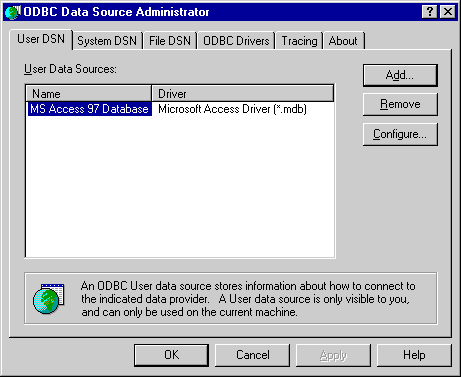 ODBC Data Source Administrator
User DSN System DSN File DSN ODBC Drivers Tracing About
User Data Sources:
Add...
Name Driver
MS Access 97 Database Microsoft Access Driver (*.mdb)
Remove
Configure...
An ODBC User data source stores information about how to connect to
the indicated data provider. A User data source is only visible to you,
and can only be used on the current machine.
OK Cancel Apply Help